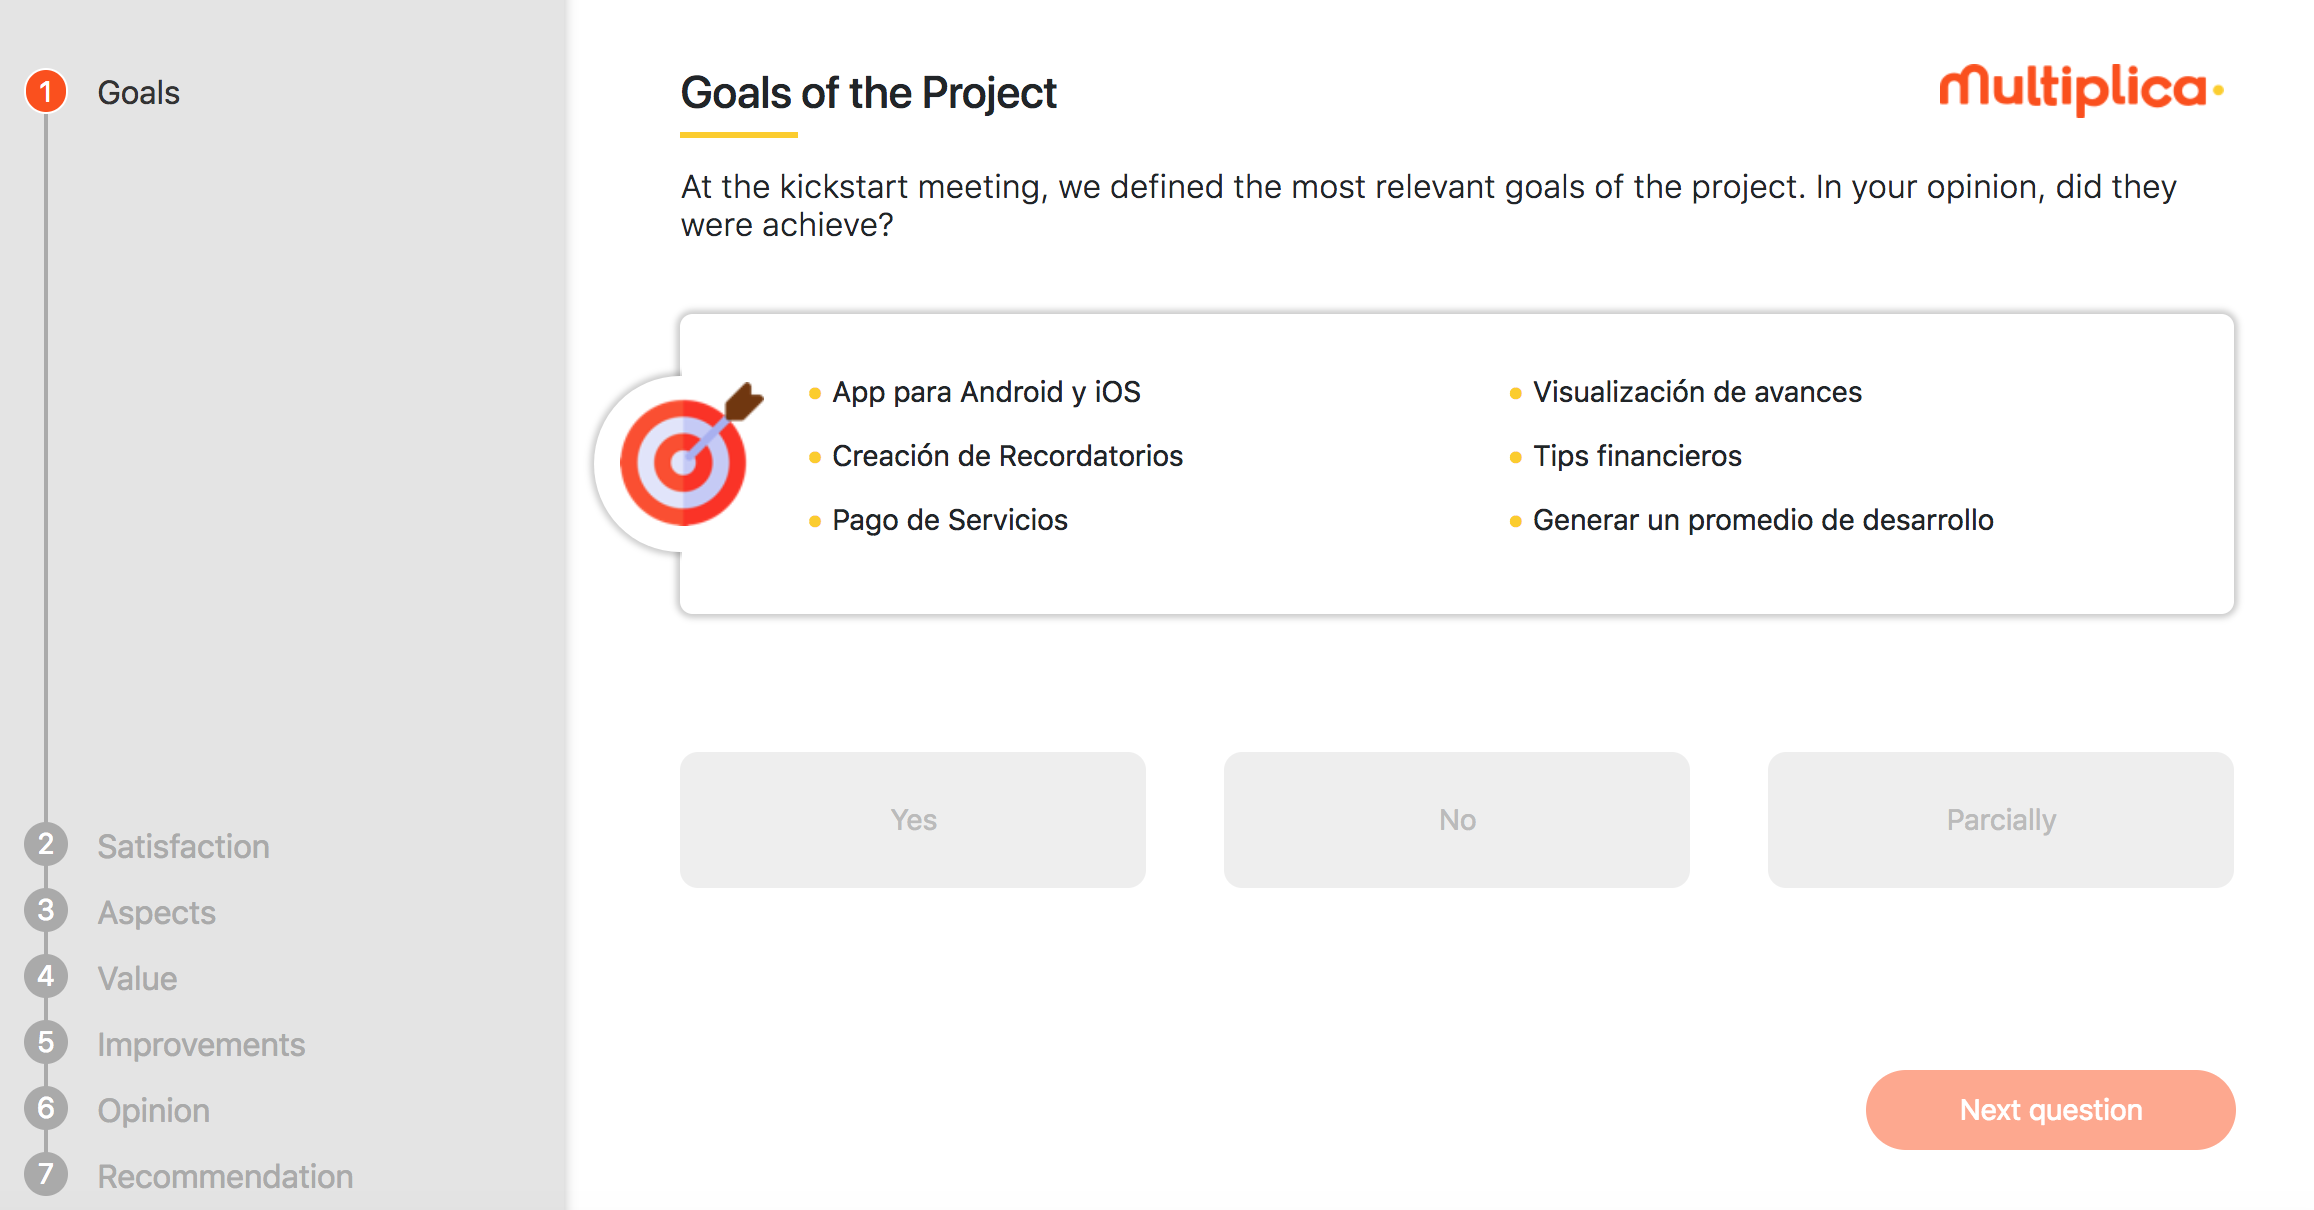 1 Goals
2 Satisfaction
3 Aspects
4 Value
5 Improvements
6 Opinion
7 Recommendation
Goals of the Project
multiplica
At the kickstart meeting, we defined the most relevant goals of the project. In your opinion, did they
were achieve?
App para Android y iOS
Creación de Recordatorios
Pago de Servicios
Visualización de avances
Tips financieros
Generar un promedio de desarrollo
Yes
No
Parcially
Next question